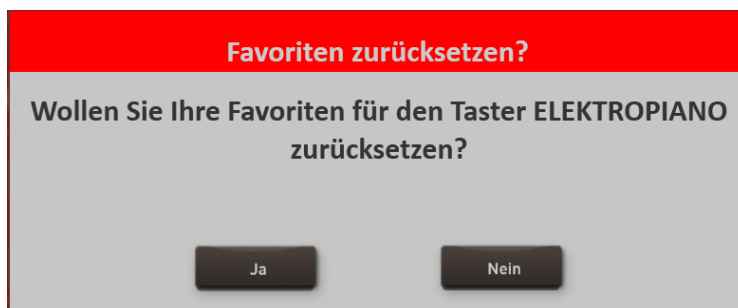 Favoriten zurücksetzen?
Wollen Sie Ihre Favoriten für den Taster ELEKTROPIANO
zurücksetzen?
Ja
Nein